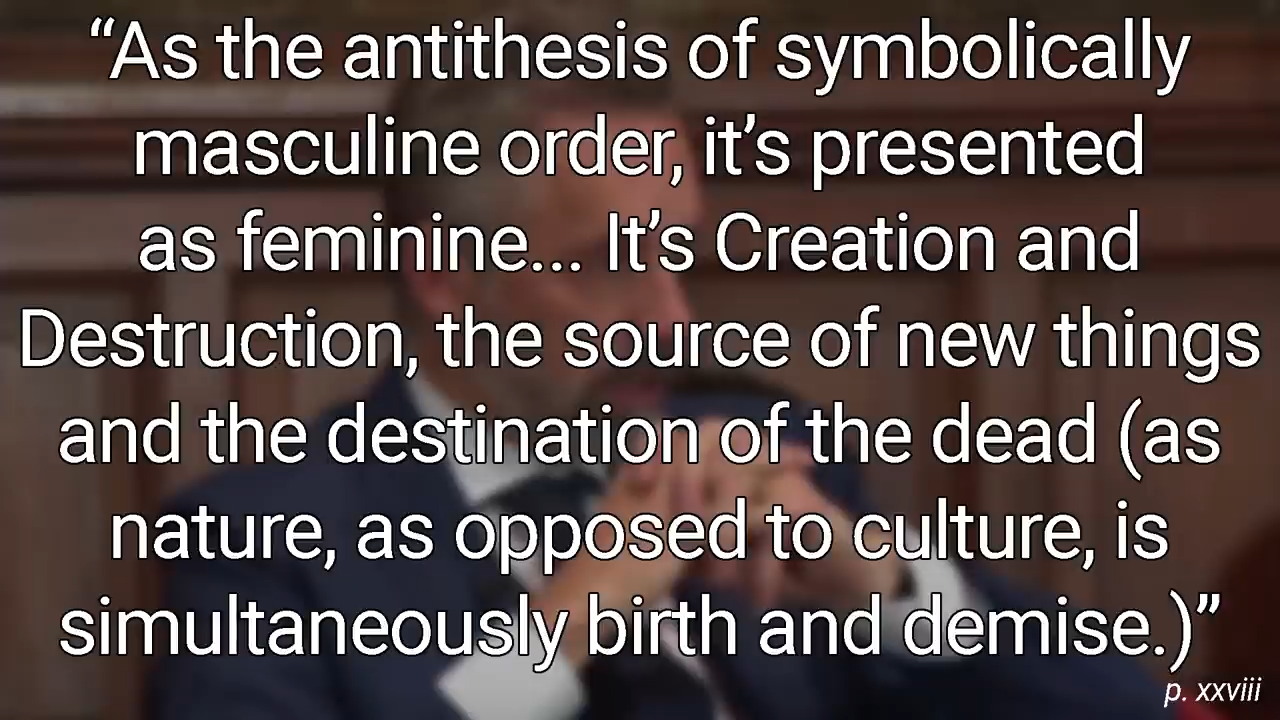 “As the antithesis of symbolically
masculine order, it’s presented
as feminine... It’s Creation and
Destruction, the source of new things
and the destination of the dead (as
nature, as opposed to culture, is
simultaneously birth and demise.)”
p. xxviii